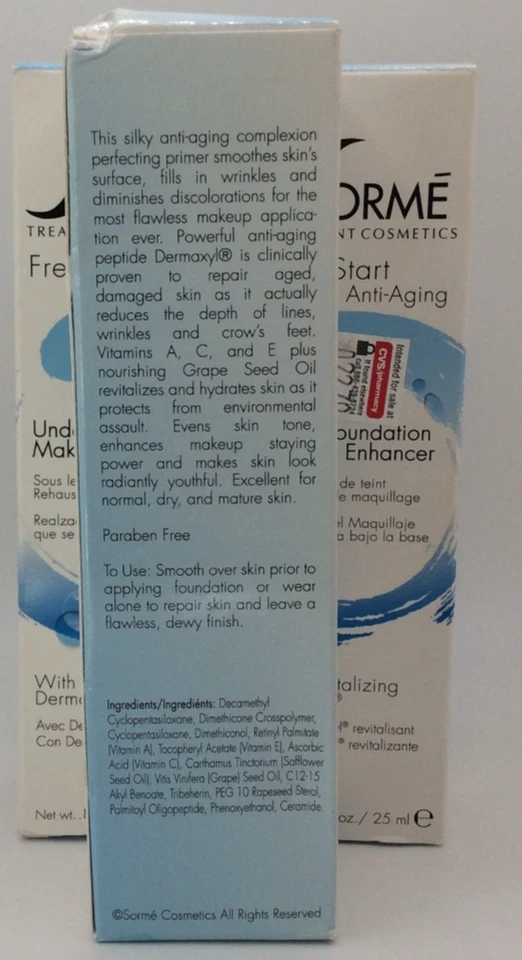 This silky anti-aging complexion
perfecting primer smoothes skin's
surface, fills in wrinkles and
diminishes discolorations for the
most flawless makeup applica-
tion ever. Powerful anti-aging
peptide Dermaxyl® is clinically
proven to repair aged,
damaged skin as it actually
reduces the depth of lines,
wrinkles and crow's feet.
Vitamins A, C, and E plus
nourishing Grape Seed Oil
revitalizes and hydrates skin as it
protects from environmental
assault. Evens skin tone,
enhances makeup staying
power and makes skin look
radiantly youthful. Excellent for
normal, dry, and mature skin.
Paraben Free
To Use: Smooth over skin prior to
applying foundation or wear
alone to repair skin and leave a
flawless, dewy finish.
Ingredients/Ingrediénts: Decamethyl
Cyclopentasiloxane, Dimethicone Crosspolymer,
Cyclopentasiloxane, Dimethiconol, Retinyl Palmitate
(Vitamin A), Tocopheryl Acetate (Vitamin E), Ascorbic
Acid (Vitamin C), Carthamus Tinctorium (Safflower
Seed Oil), Vitis Vinifera (Grape) Seed Oil, C12-15
Alkyl Benoate, Tribeherin, PEG 10 Rapeseed Sterol,
Palmitoyl Oligopeptide, Phenoxyethanol, Ceramide.
©Sormé Cosmetics All Rights Reserved
TREA
Fre
Und
Mak
Sous le
Rehaus
Realza
que se
With
Derm
Avec De
Con De
Net wt.
ORMÉ
NT COSMETICS
Start
Anti-Aging
Intended for sale at
CVS/pharmacy
If found elsewhere
oundation
Enhancer
de teint
e maquillage
el Maquillaje
a bajo la base
talizing
®
l® revitalisant
® revitalizante
oz./ 25 ml e